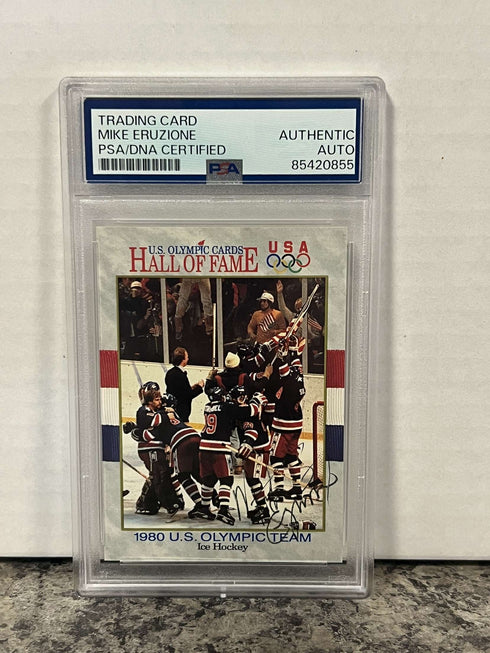 TRADING CARD
MIKE ERUZIONE
PSA/DNA CERTIFIED
AUTHENTIC
AUTO
85420855
PSA
U.S. OLYMPIC CARDS
HALL OF FAME
USA
19
1980 U.S. OLYMPIC TEAM
Ice Hockey